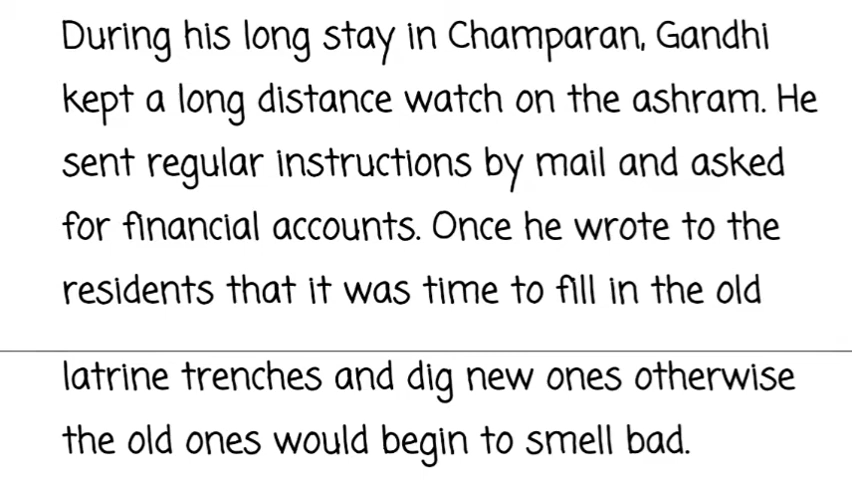 During his long stay in Champaran, Gandhi
kept a long distance watch on the ashram. He
sent regular instructions by mail and asked
for financial accounts. Once he wrote to the
residents that it was time to fill in the old
latrine trenches and dig new ones otherwise
the old ones would begin to smell bad.